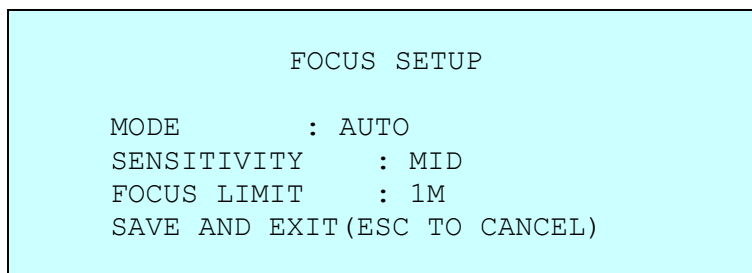 FOCUS SETUP
MODE : AUTO
SENSITIVITY : MID
FOCUS LIMIT : 1M
SAVE AND EXIT(ESC TO CANCEL)